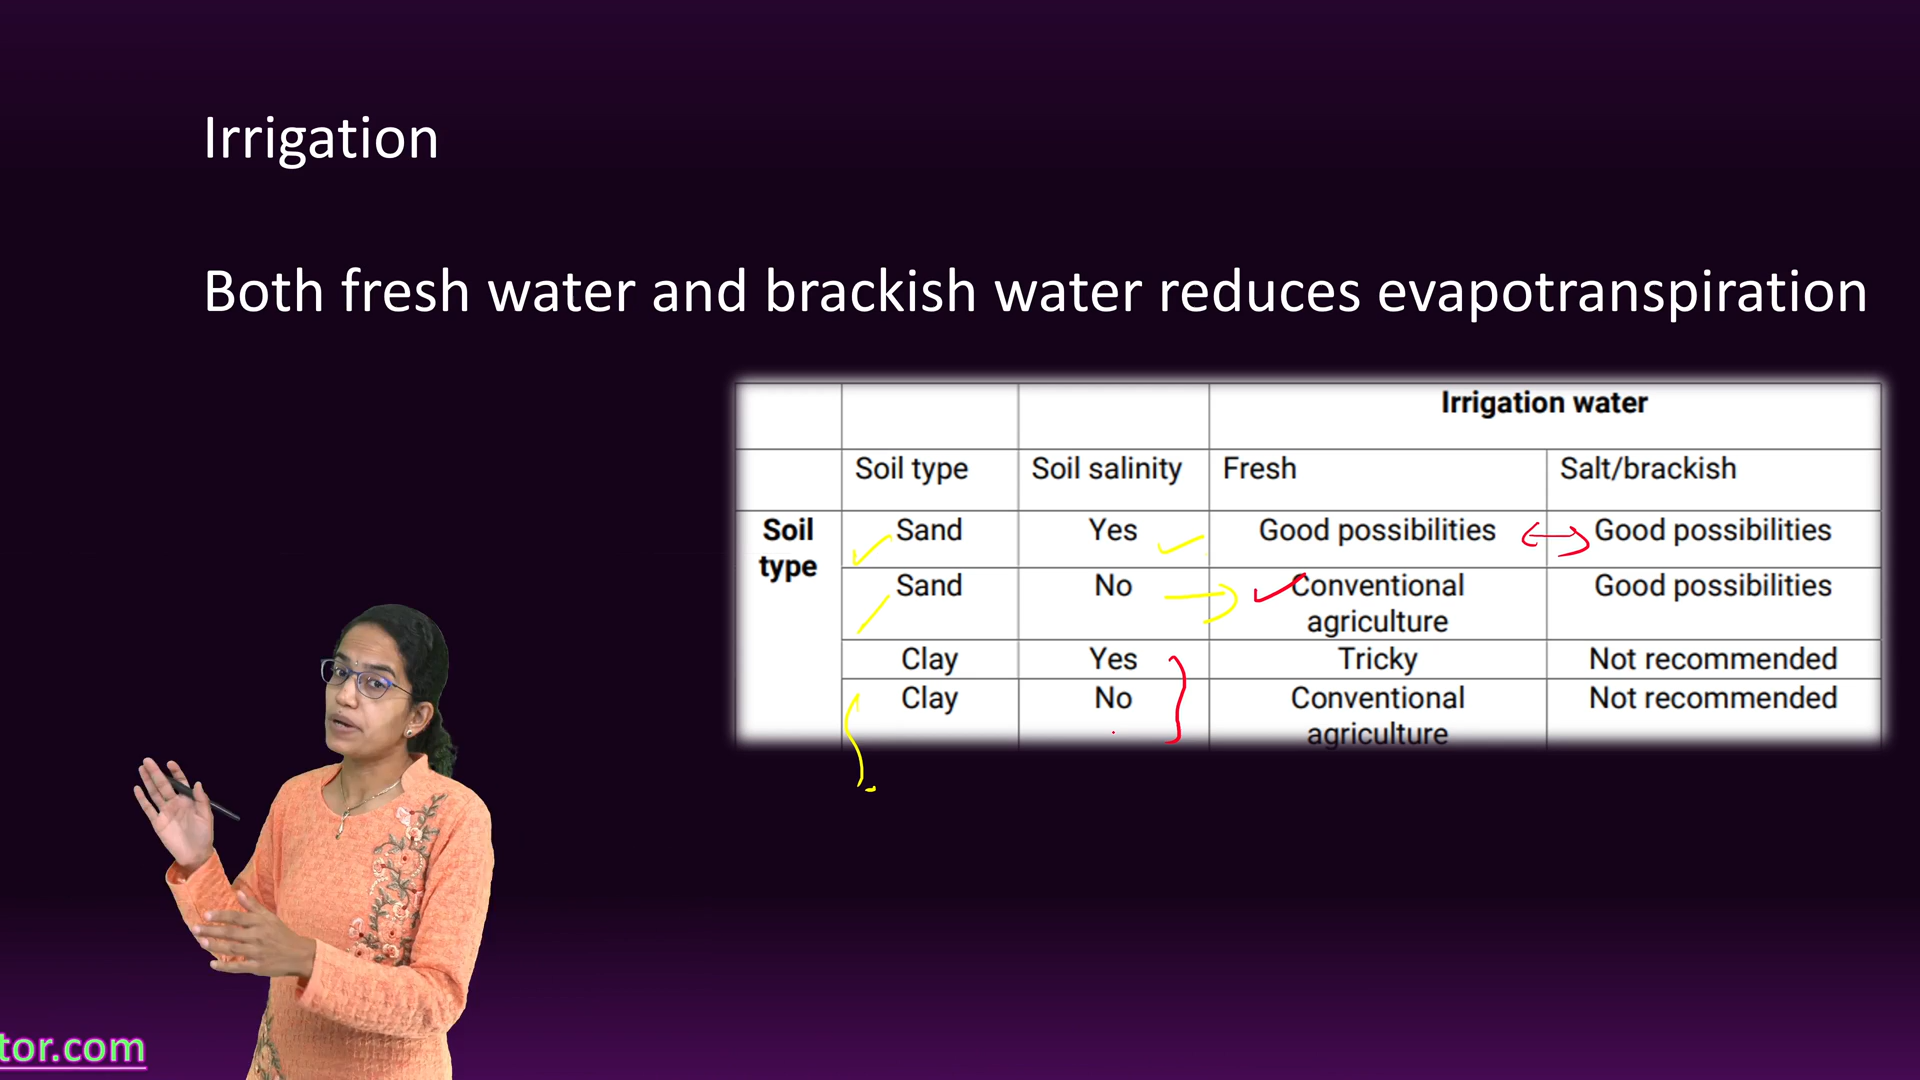 Irrigation
Both fresh water and brackish water reduces evapotranspiration
Irrigation water
Soil type Soil salinity Fresh Salt/brackish
Soil type Sand Yes Good possibilities Good possibilities
Sand No Conventional agriculture Good possibilities
Clay Yes Tricky Not recommended
Clay No Conventional agriculture Not recommended
tor.com